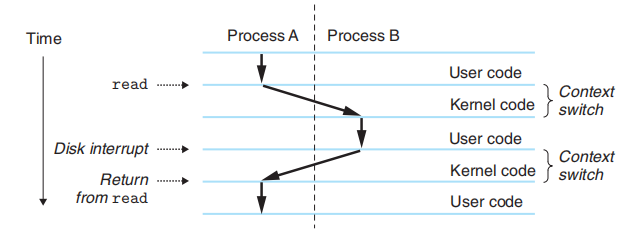 Time
Process A
Process B
User code
read
Kernel code
Context
switch
User code
Disk interrupt
Kernel code
Context
switch
Return
from read
User code